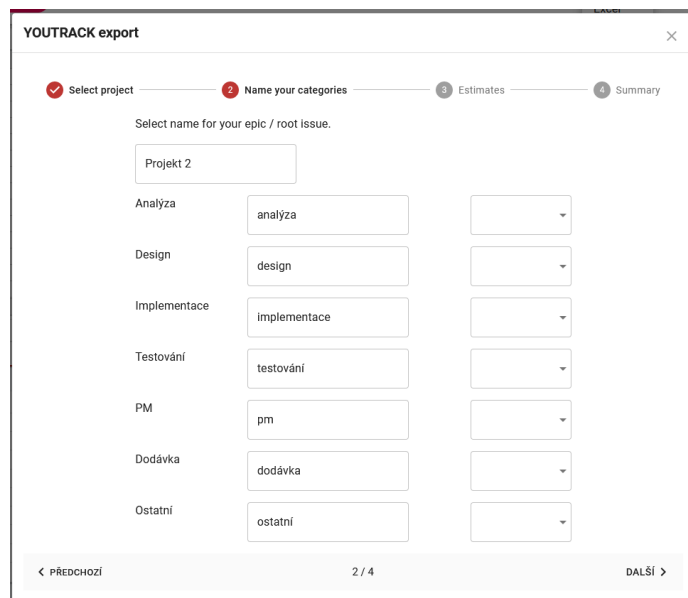 Excel
YOUTRACK export
Select project
2 Name your categories
3 Estimates
4 Summary
Select name for your epic / root issue.
Projekt 2
Analýza
analýza
Design
design
Implementace
implementace
Testování
testování
PM
pm
Dodávka
dodávka
Ostatní
ostatní
PŘEDCHOZÍ
2 / 4
DALŠÍ